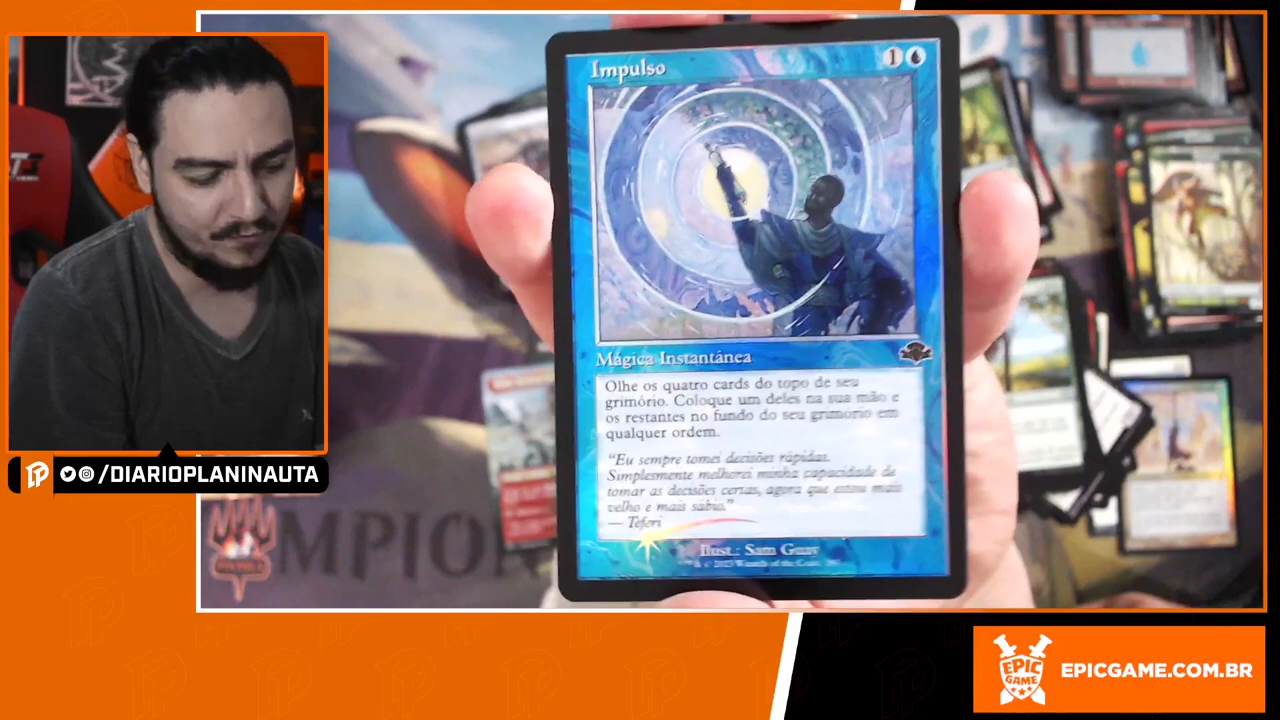 Impulso
1
Mágica Instantânea
Olhe os quatro cards do topo de seu
grimório. Coloque um deles na sua mão e
os restantes no fundo do seu grimório em
qualquer ordem.
"Eu sempre tomei decisões rápidas.
Simplesmente melhorei minha capacidade de
tomar as decisões certas, agora que estou mais
velho e mais sábio."
— Teferi
Illust.: Sam Guay
/DIARIOPLANINAUTA
MPION
EPIC
GAME
EPICGAME.COM.BR